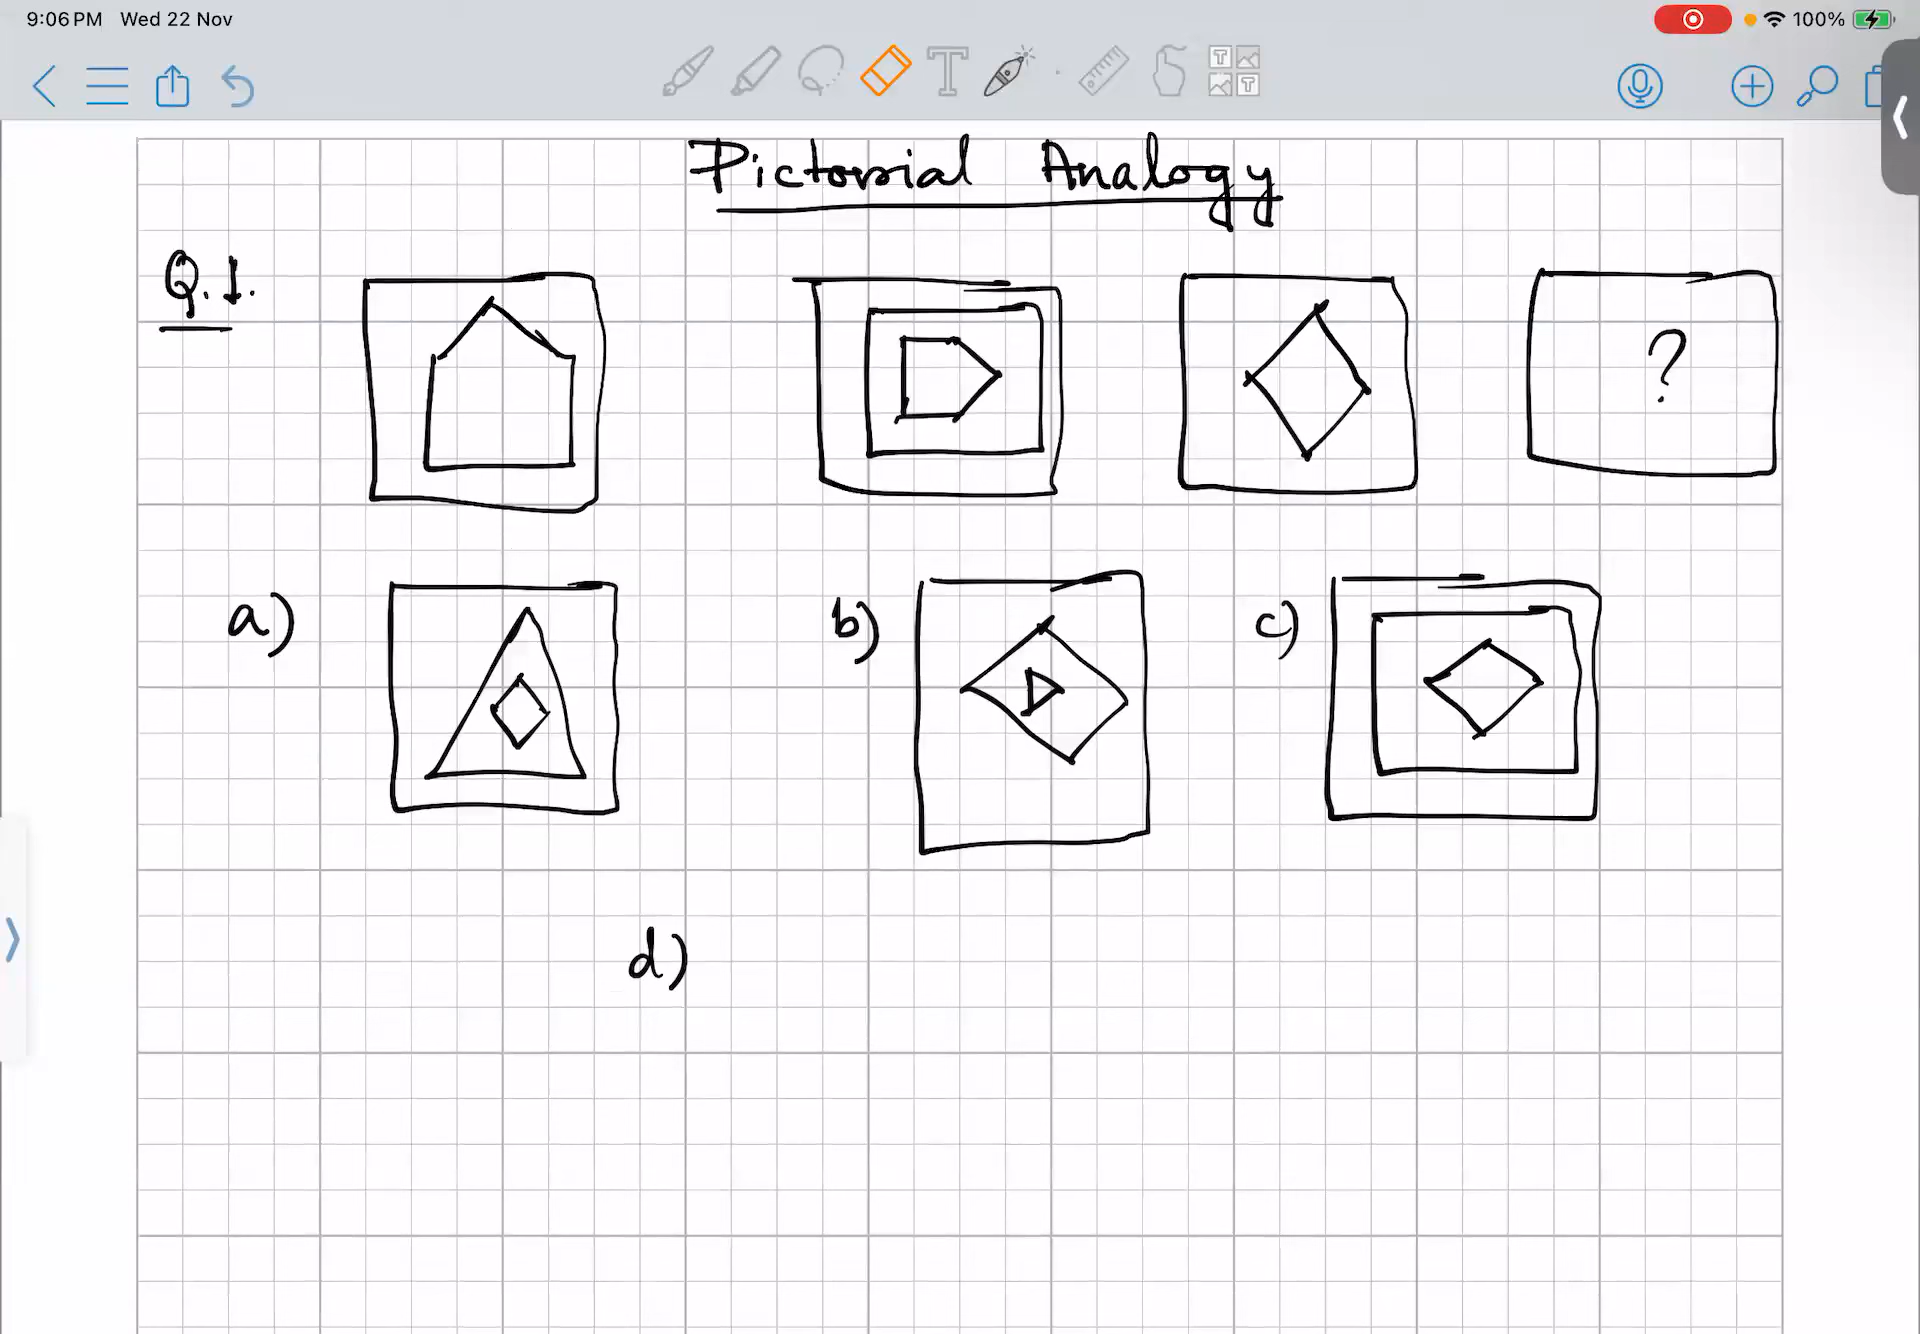 9:06 PM Wed 22 Nov
100%
Pictorial Analogy
Q.1.
?
a)
b)
c)
d)